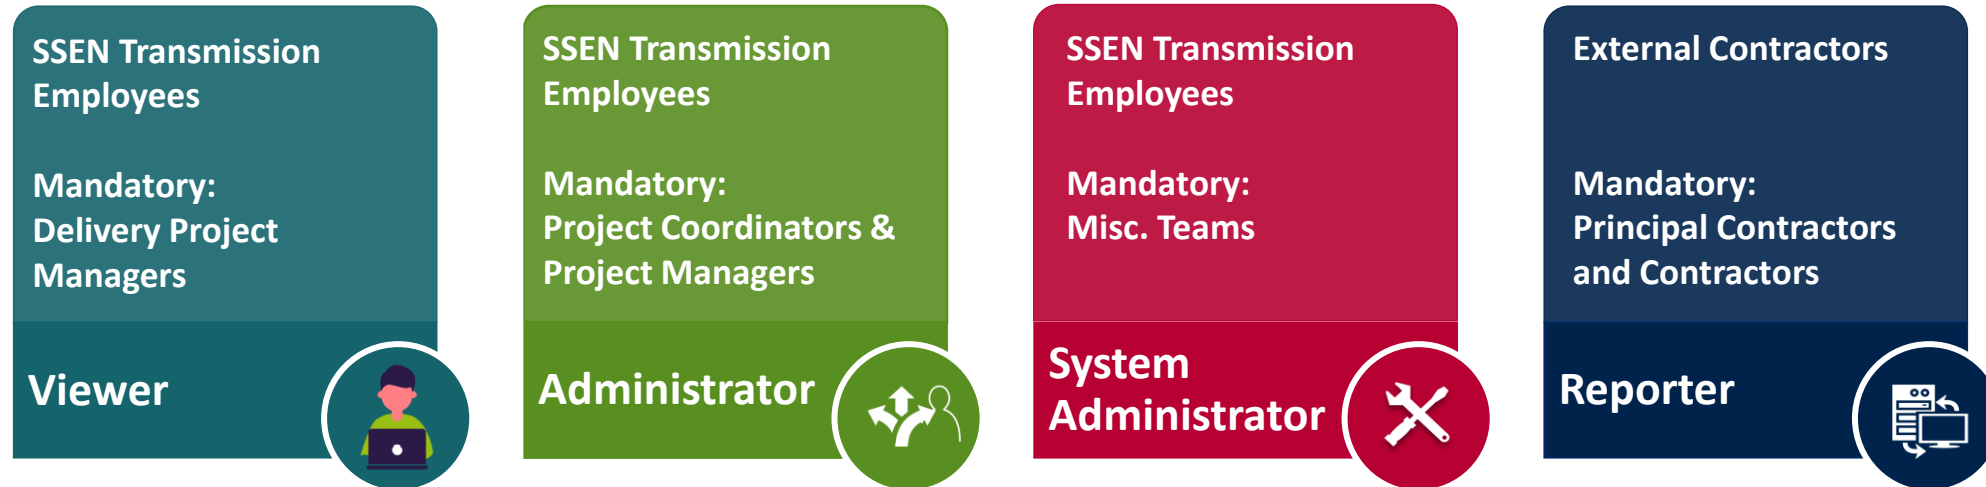 SSEN Transmission
Employees
Mandatory:
Delivery Project
Managers
Viewer
SSEN Transmission
Employees
Mandatory:
Project Coordinators &
Project Managers
Administrator
SSEN Transmission
Employees
Mandatory:
Misc. Teams
System
Administrator
External Contractors
Mandatory:
Principal Contractors
and Contractors
Reporter